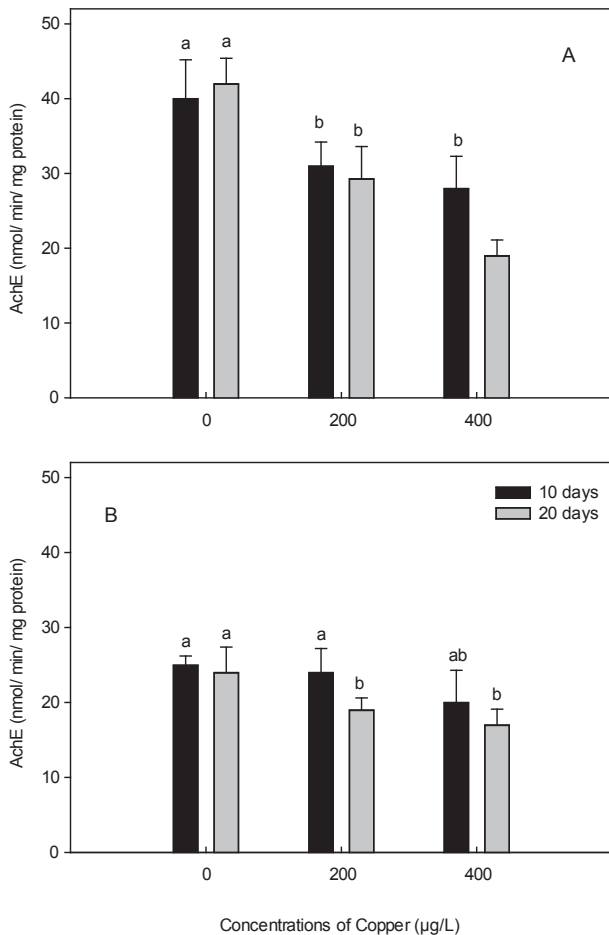 50
40
30
20
10
0
AchE (nmol/ min/ mg protein)
A
a a
b b
b
0 200 400
50
40
30
20
10
0
AchE (nmol/ min/ mg protein)
B
10 days
20 days
a a a
b
ab
b
0 200 400
Concentrations of Copper (µg/L)